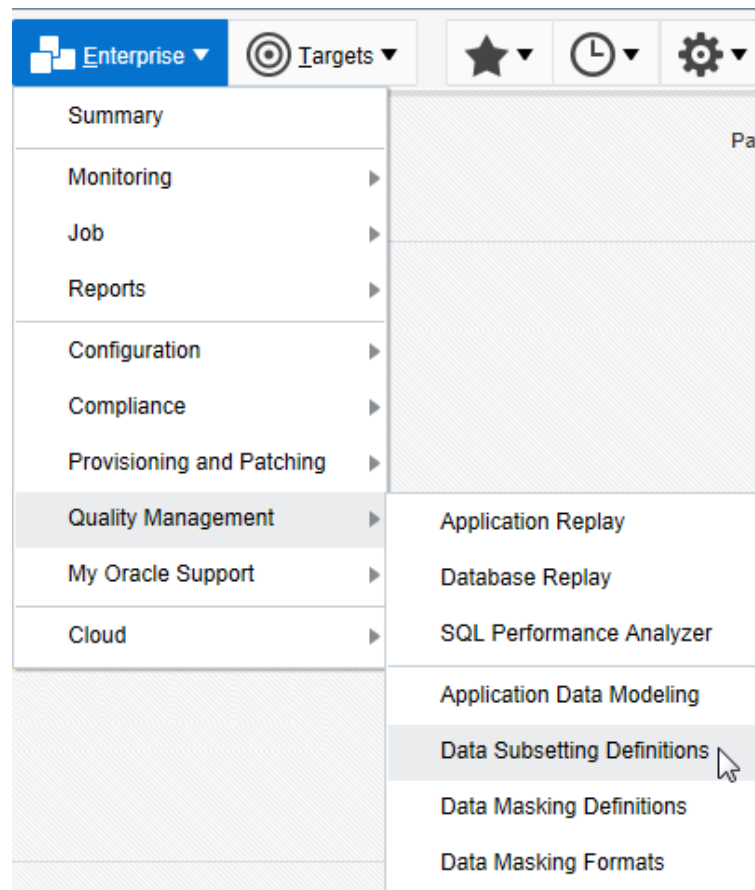 Enterprise
Targets
Pa
Summary
Monitoring
Job
Reports
Configuration
Compliance
Provisioning and Patching
Quality Management
My Oracle Support
Cloud
Application Replay
Database Replay
SQL Performance Analyzer
Application Data Modeling
Data Subsetting Definitions
Data Masking Definitions
Data Masking Formats